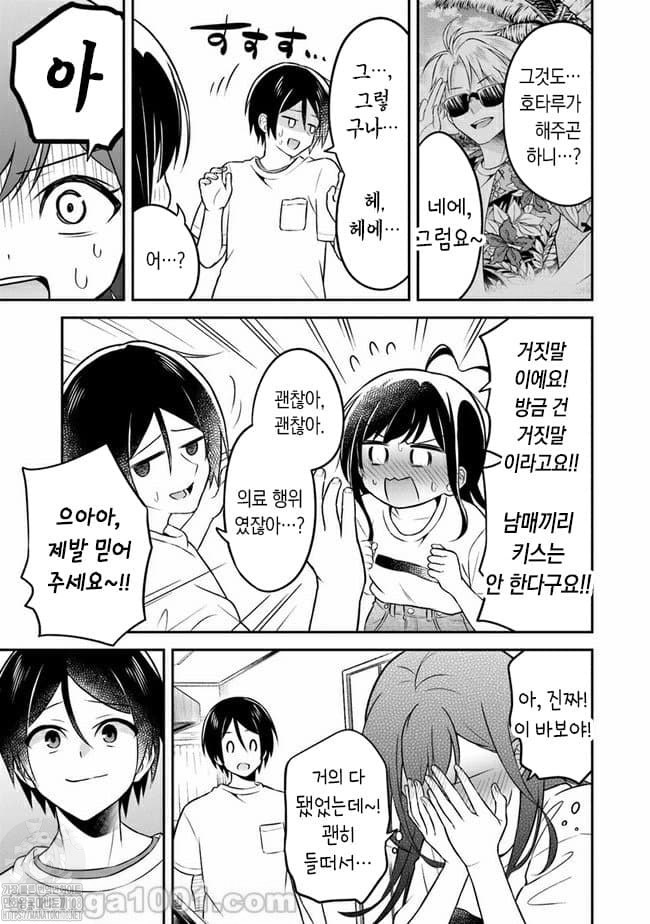 그것도…
호타루가
해주곤
하니…?
네에,
그럼요~
스스스…
그…,
그렇
구나…
헤,
헤에…
어…?
아
거짓말
이에요!
방금 건
거짓말
이라고요!!
남매끼리
키스는
안 한다구요!!
괜찮아,
괜찮아.
의료 행위
였잖아…?
으아아,
제발 믿어
주세요~!!
아, 진짜!
이 바보야!
거의 다
됐었는데~!
괜히
들떠서…